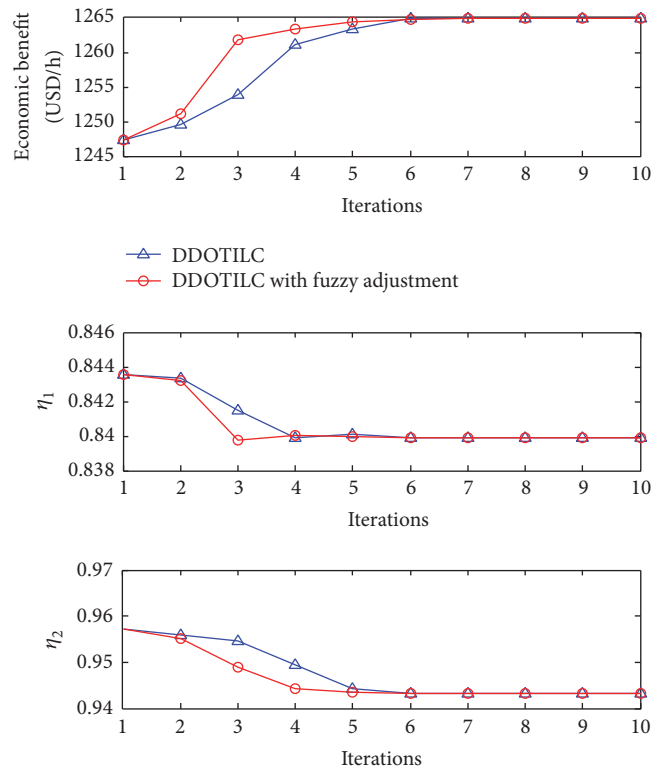 Economic benefit
(USD/h)
1265
1260
1255
1250
1245
1 2 3 4 5 6 7 8 9 10
Iterations
DDOTILC
DDOTILC with fuzzy adjustment
η1
0.846
0.844
0.842
0.84
0.838
1 2 3 4 5 6 7 8 9 10
Iterations
η2
0.97
0.96
0.95
0.94
1 2 3 4 5 6 7 8 9 10
Iterations